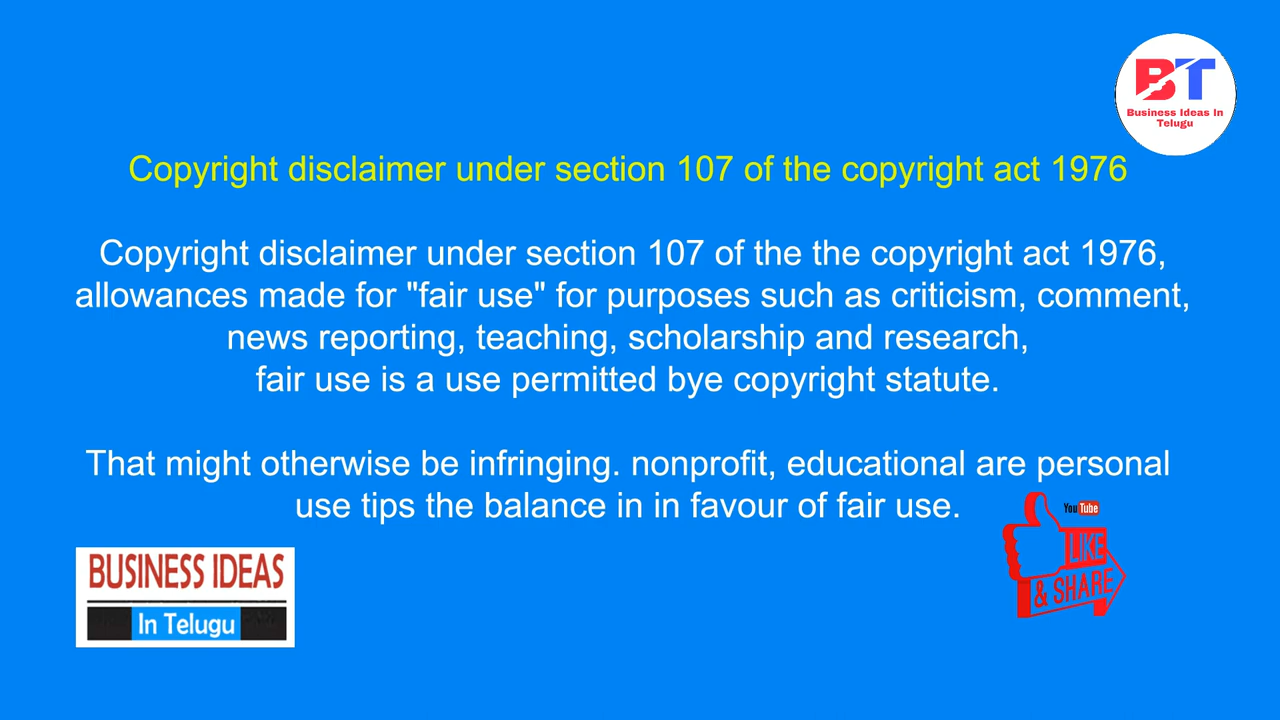 BT
Business Ideas In
Telugu
Copyright disclaimer under section 107 of the copyright act 1976
Copyright disclaimer under section 107 of the the copyright act 1976,
allowances made for "fair use" for purposes such as criticism, comment,
news reporting, teaching, scholarship and research,
fair use is a use permitted bye copyright statute.
That might otherwise be infringing. nonprofit, educational are personal
use tips the balance in in favour of fair use.
YouTube
LIKE
& SHARE
BUSINESS IDEAS
In Telugu